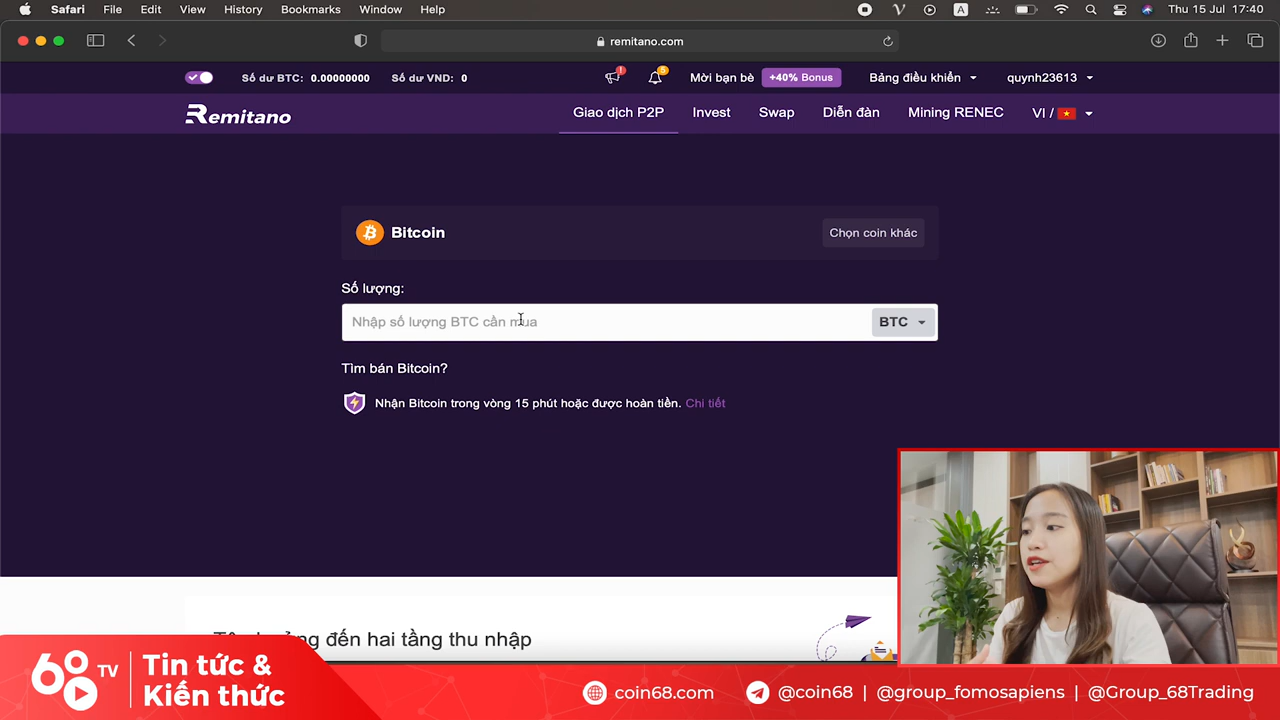 Safari File Edit View History Bookmarks Window Help
A
Thu 15 Jul 17:40
remitano.com
Số dư BTC: 0.00000000 Số dư VND: 0
! 5
Mời bạn bè +40% Bonus Bảng điều khiển quynh23613
Remitano
Giao dịch P2P Invest Swap Diễn đàn Mining RENEC VI /
Bitcoin Chọn coin khác
Số lượng:
Nhập số lượng BTC cần mua BTC
Tìm bán Bitcoin?
Nhận Bitcoin trong vòng 15 phút hoặc được hoàn tiền. Chi tiết
đến hai tầng thu nhập
68 TV
Tin tức &
Kiến thức
coin68.com @coin68 | @group_fomosapiens | @Group_68Trading